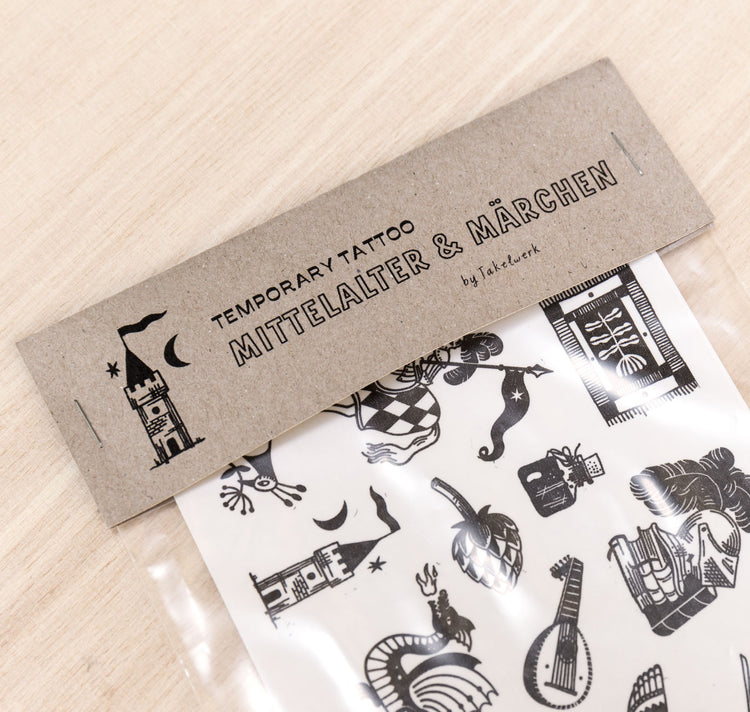 TEMPORARY TATTOO
MITTELALTER & MÄRCHEN
by Takelwerk